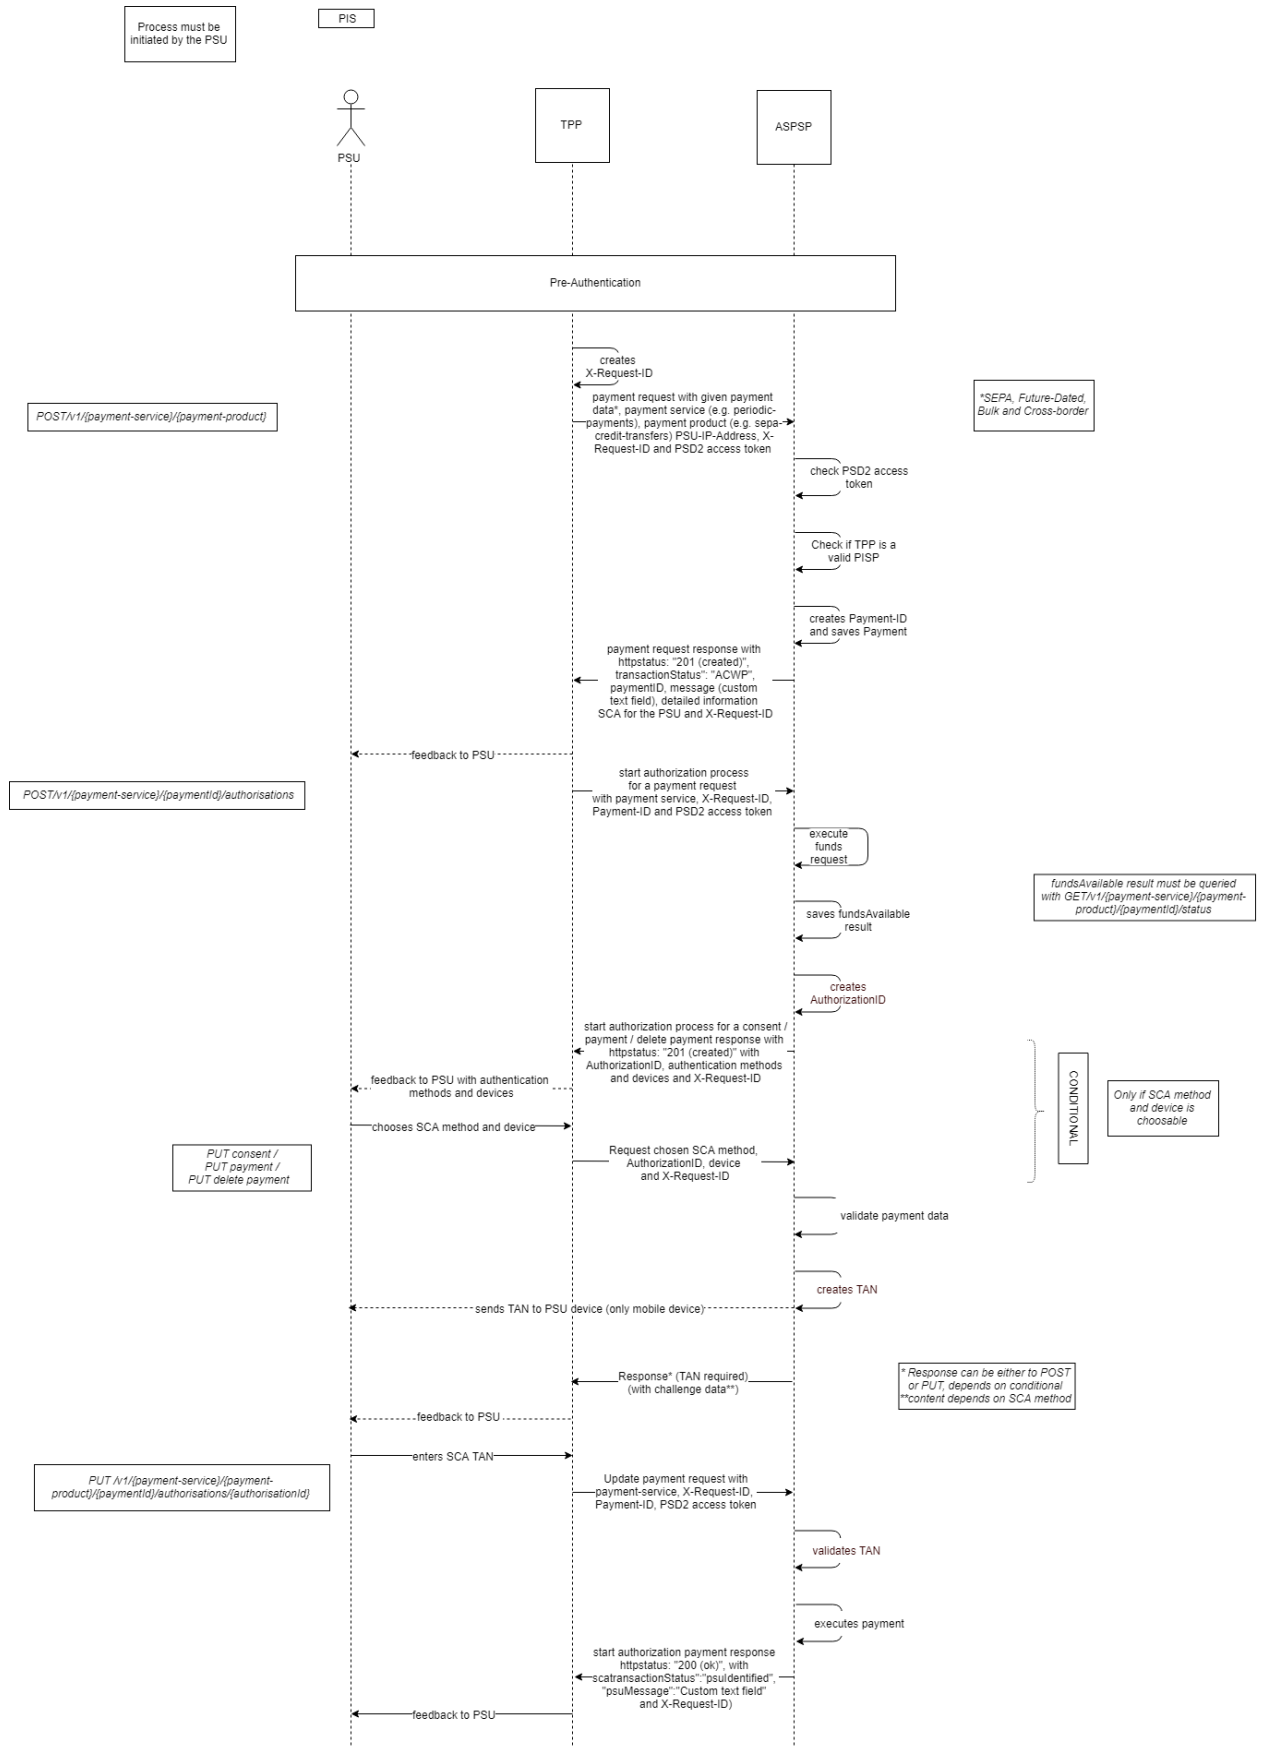 Process must be
initiated by the PSU
PIS
PSU
TPP
ASPSP
Pre-Authentication
creates
X-Request-ID
POST/v1/{payment-service}/{payment-product}
payment request with given payment
data*, payment service (e.g. periodic-
payments), payment product (e.g. sepa-
credit-transfers) PSU-IP-Address, X-
Request-ID and PSD2 access token
*SEPA, Future-Dated,
Bulk and Cross-border
check PSD2 access
token
Check if TPP is a
valid PISP
creates Payment-ID
and saves Payment
payment request response with
httpstatus: "201 (created)",
transactionStatus": "ACWP",
paymentID, message (custom
text field), detailed information
SCA for the PSU and X-Request-ID
feedback to PSU
POST/v1/{payment-service}/{paymentId}/authorisations
start authorization process
for a payment request
with payment service, X-Request-ID,
Payment-ID and PSD2 access token
execute
funds
request
fundsAvailable result must be queried
with GET/v1/{payment-service}/{payment-
product}/{paymentId}/status
saves fundsAvailable
result
creates
AuthorizationID
start authorization process for a consent /
payment / delete payment response with
httpstatus: "201 (created)" with
AuthorizationID, authentication methods
and devices and X-Request-ID
feedback to PSU with authentication
methods and devices
chooses SCA method and device
CONDITIONAL
Only if SCA method
and device is
choosable
PUT consent /
PUT payment /
PUT delete payment
Request chosen SCA method,
AuthorizationID, device
and X-Request-ID
validate payment data
creates TAN
sends TAN to PSU device (only mobile device)
Response* (TAN required)
(with challenge data**)
* Response can be either to POST
or PUT, depends on conditional
**content depends on SCA method
feedback to PSU
enters SCA TAN
PUT /v1/{payment-service}/{payment-
product}/{paymentId}/authorisations/{authorisationId}
Update payment request with
payment-service, X-Request-ID,
Payment-ID, PSD2 access token
validates TAN
executes payment
start authorization payment response
httpstatus: "200 (ok)", with
scatransactionStatus":"psuIdentified",
"psuMessage":"Custom text field"
and X-Request-ID)
feedback to PSU